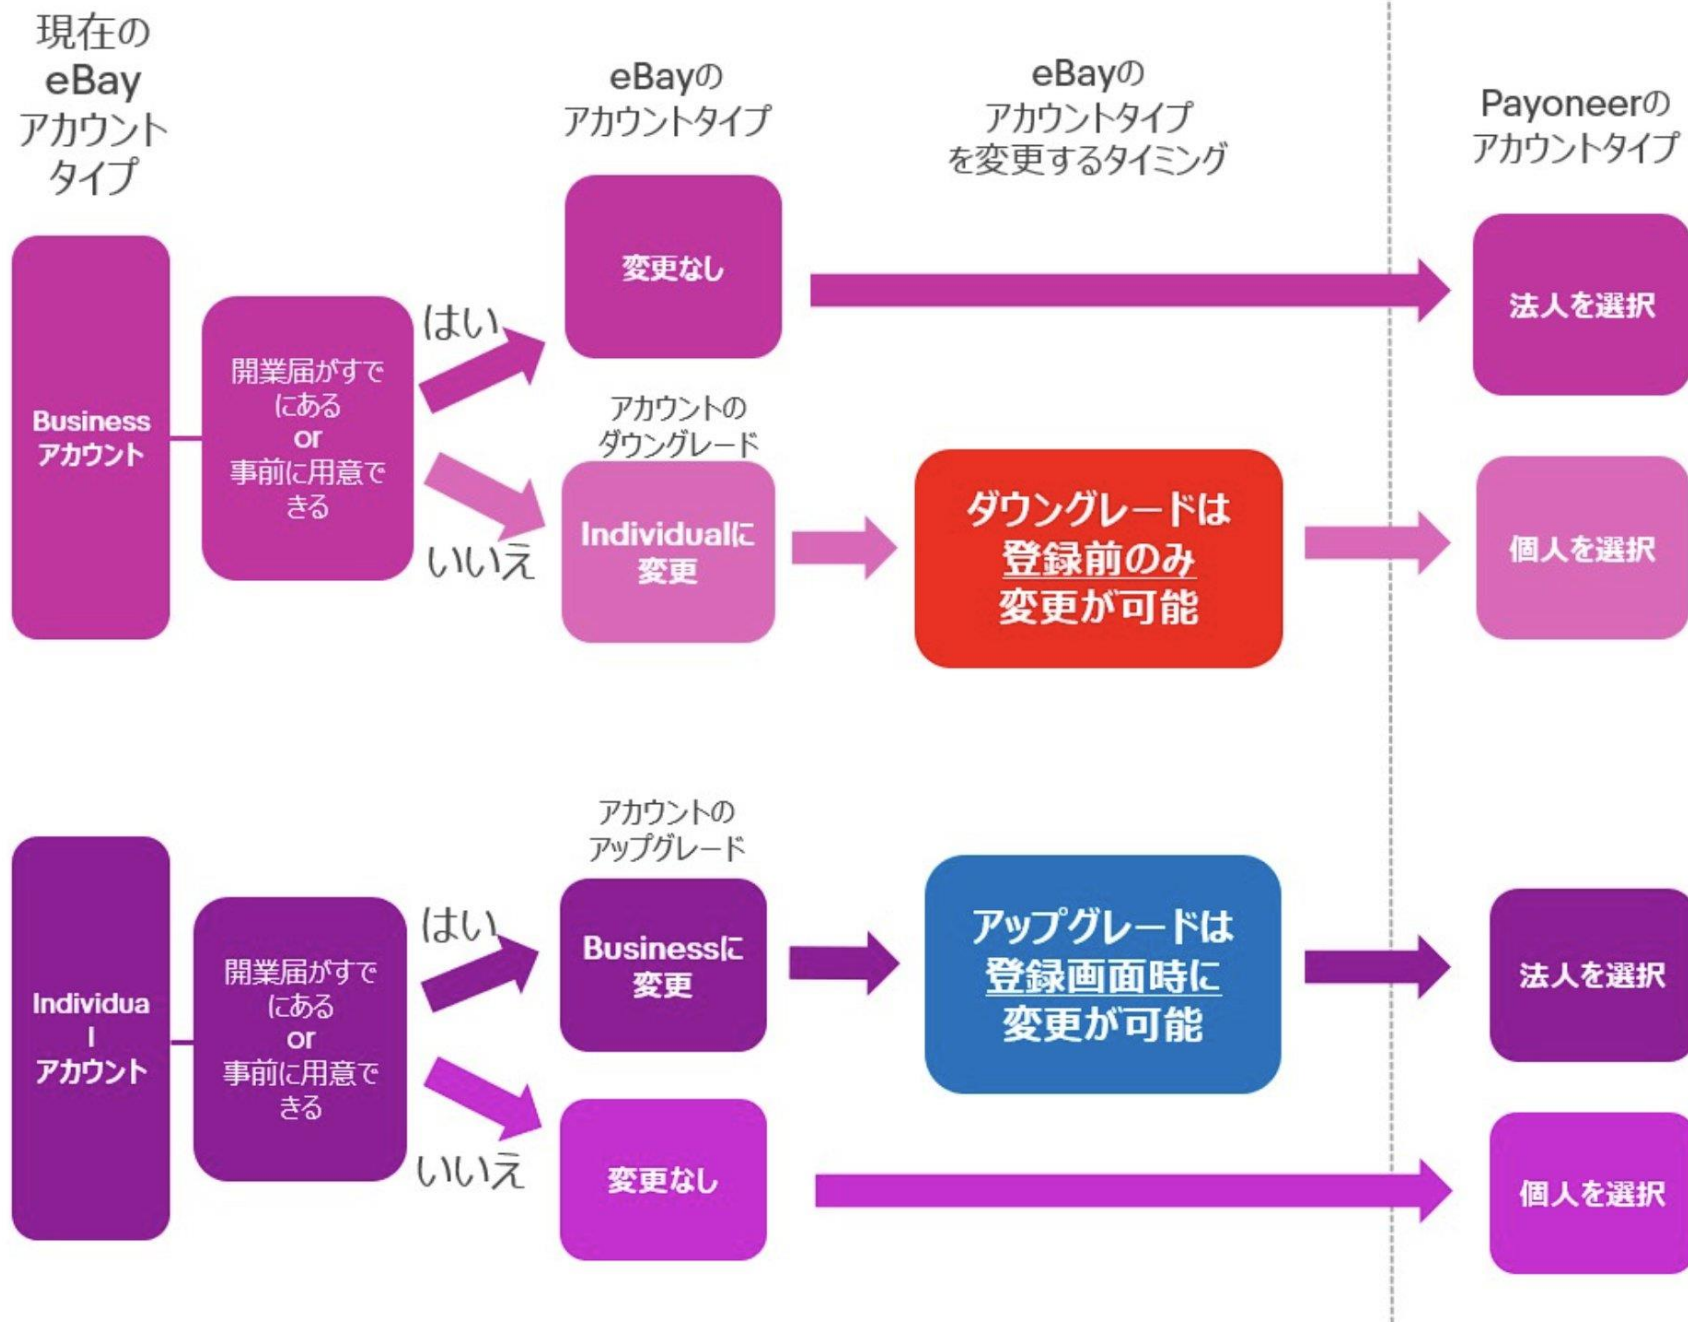 現在の
eBay
アカウント
タイプ
eBayの
アカウントタイプ
eBayの
アカウントタイプ
を変更するタイミング
Payoneerの
アカウントタイプ
Business
アカウント
開業届がすで
にある
or
事前に用意で
きる
はい
変更なし
法人を選択
いいえ
アカウントの
ダウングレード
Individualに
変更
ダウングレードは
登録前のみ
変更が可能
個人を選択
Individua
l
アカウント
開業届がすで
にある
or
事前に用意で
きる
はい
アカウントの
アップグレード
Businessに
変更
アップグレードは
登録画面時に
変更が可能
法人を選択
いいえ
変更なし
個人を選択